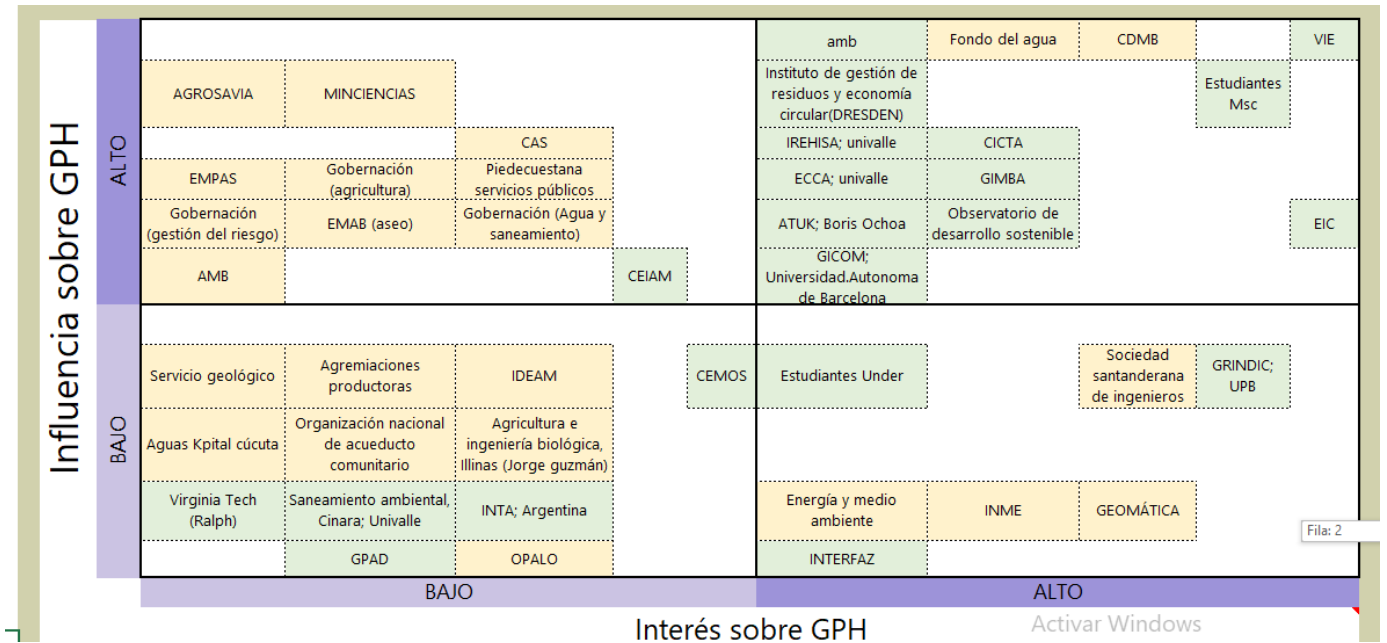 amb
Fondo del agua
CDMB
VIE
AGROSAVIA
MINCIENCIAS
Instituto de gestión de
residuos y economía
circular(DRESDEN)
Estudiantes
Msc
CAS
IREHISA; univalle
CICTA
EMPAS
Gobernación
(agricultura)
Piedecuestana
servicios públicos
ECCA; univalle
GIMBA
Gobernación
(gestión del riesgo)
EMAB (aseo)
Gobernación (Agua y
saneamiento)
ATUK; Boris Ochoa
Observatorio de
desarrollo sostenible
EIC
AMB
CEIAM
GICOM;
Universidad.Autonoma
de Barcelona
ALTO
Influencia sobre GPH
BAJO
Servicio geológico
Agremiaciones
productoras
IDEAM
CEMOS
Estudiantes Under
Sociedad
santanderana
de ingenieros
GRINDIC;
UPB
Aguas Kpital cúcuta
Organización nacional
de acueducto
comunitario
Agricultura e
ingeniería biológica,
Illinas (Jorge guzmán)
Virginia Tech
(Ralph)
Saneamiento ambiental,
Cinara; Univalle
INTA; Argentina
Energía y medio
ambiente
INME
GEOMÁTICA
Fila: 2
GPAD
OPALO
INTERFAZ
BAJO
ALTO
Interés sobre GPH
Activar Windows